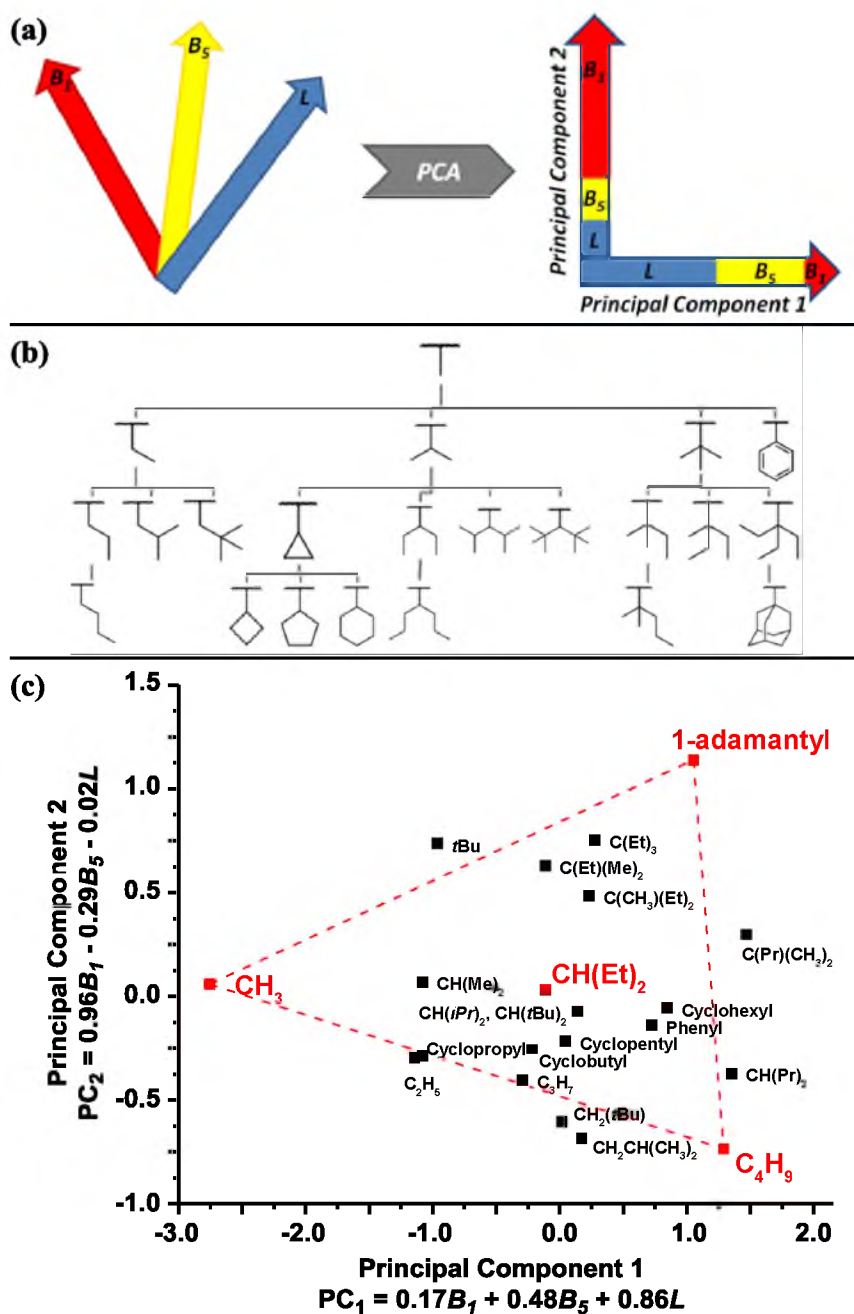 (a)
B₁
B₅
L
PCA
Principal Component 2
B₁
B₅
L
L
B₅
B₁
Principal Component 1
(b)
(c)
1.5
1.0
0.5
0.0
-0.5
-1.0
Principal Component 2
PC₂ = 0.96B₁ - 0.29B₅ - 0.02L
1-adamantyl
tBu
C(Et)₃
C(Et)(Me)₂
C(CH₃)(Et)₂
C(Pr)(CH₃)₂
CH₃
CH(Me)₂
CH(Et)₂
CH(iPr)₂, CH(tBu)₂
Cyclohexyl
Phenyl
Cyclopropyl
Cyclopentyl
Cyclobutyl
C₂H₅
C₃H₇
CH(Pr)₂
CH₂(tBu)
CH₂CH(CH₃)₂
C₄H₉
-3.0 -2.0 -1.0 0.0 1.0 2.0
Principal Component 1
PC₁ = 0.17B₁ + 0.48B₅ + 0.86L